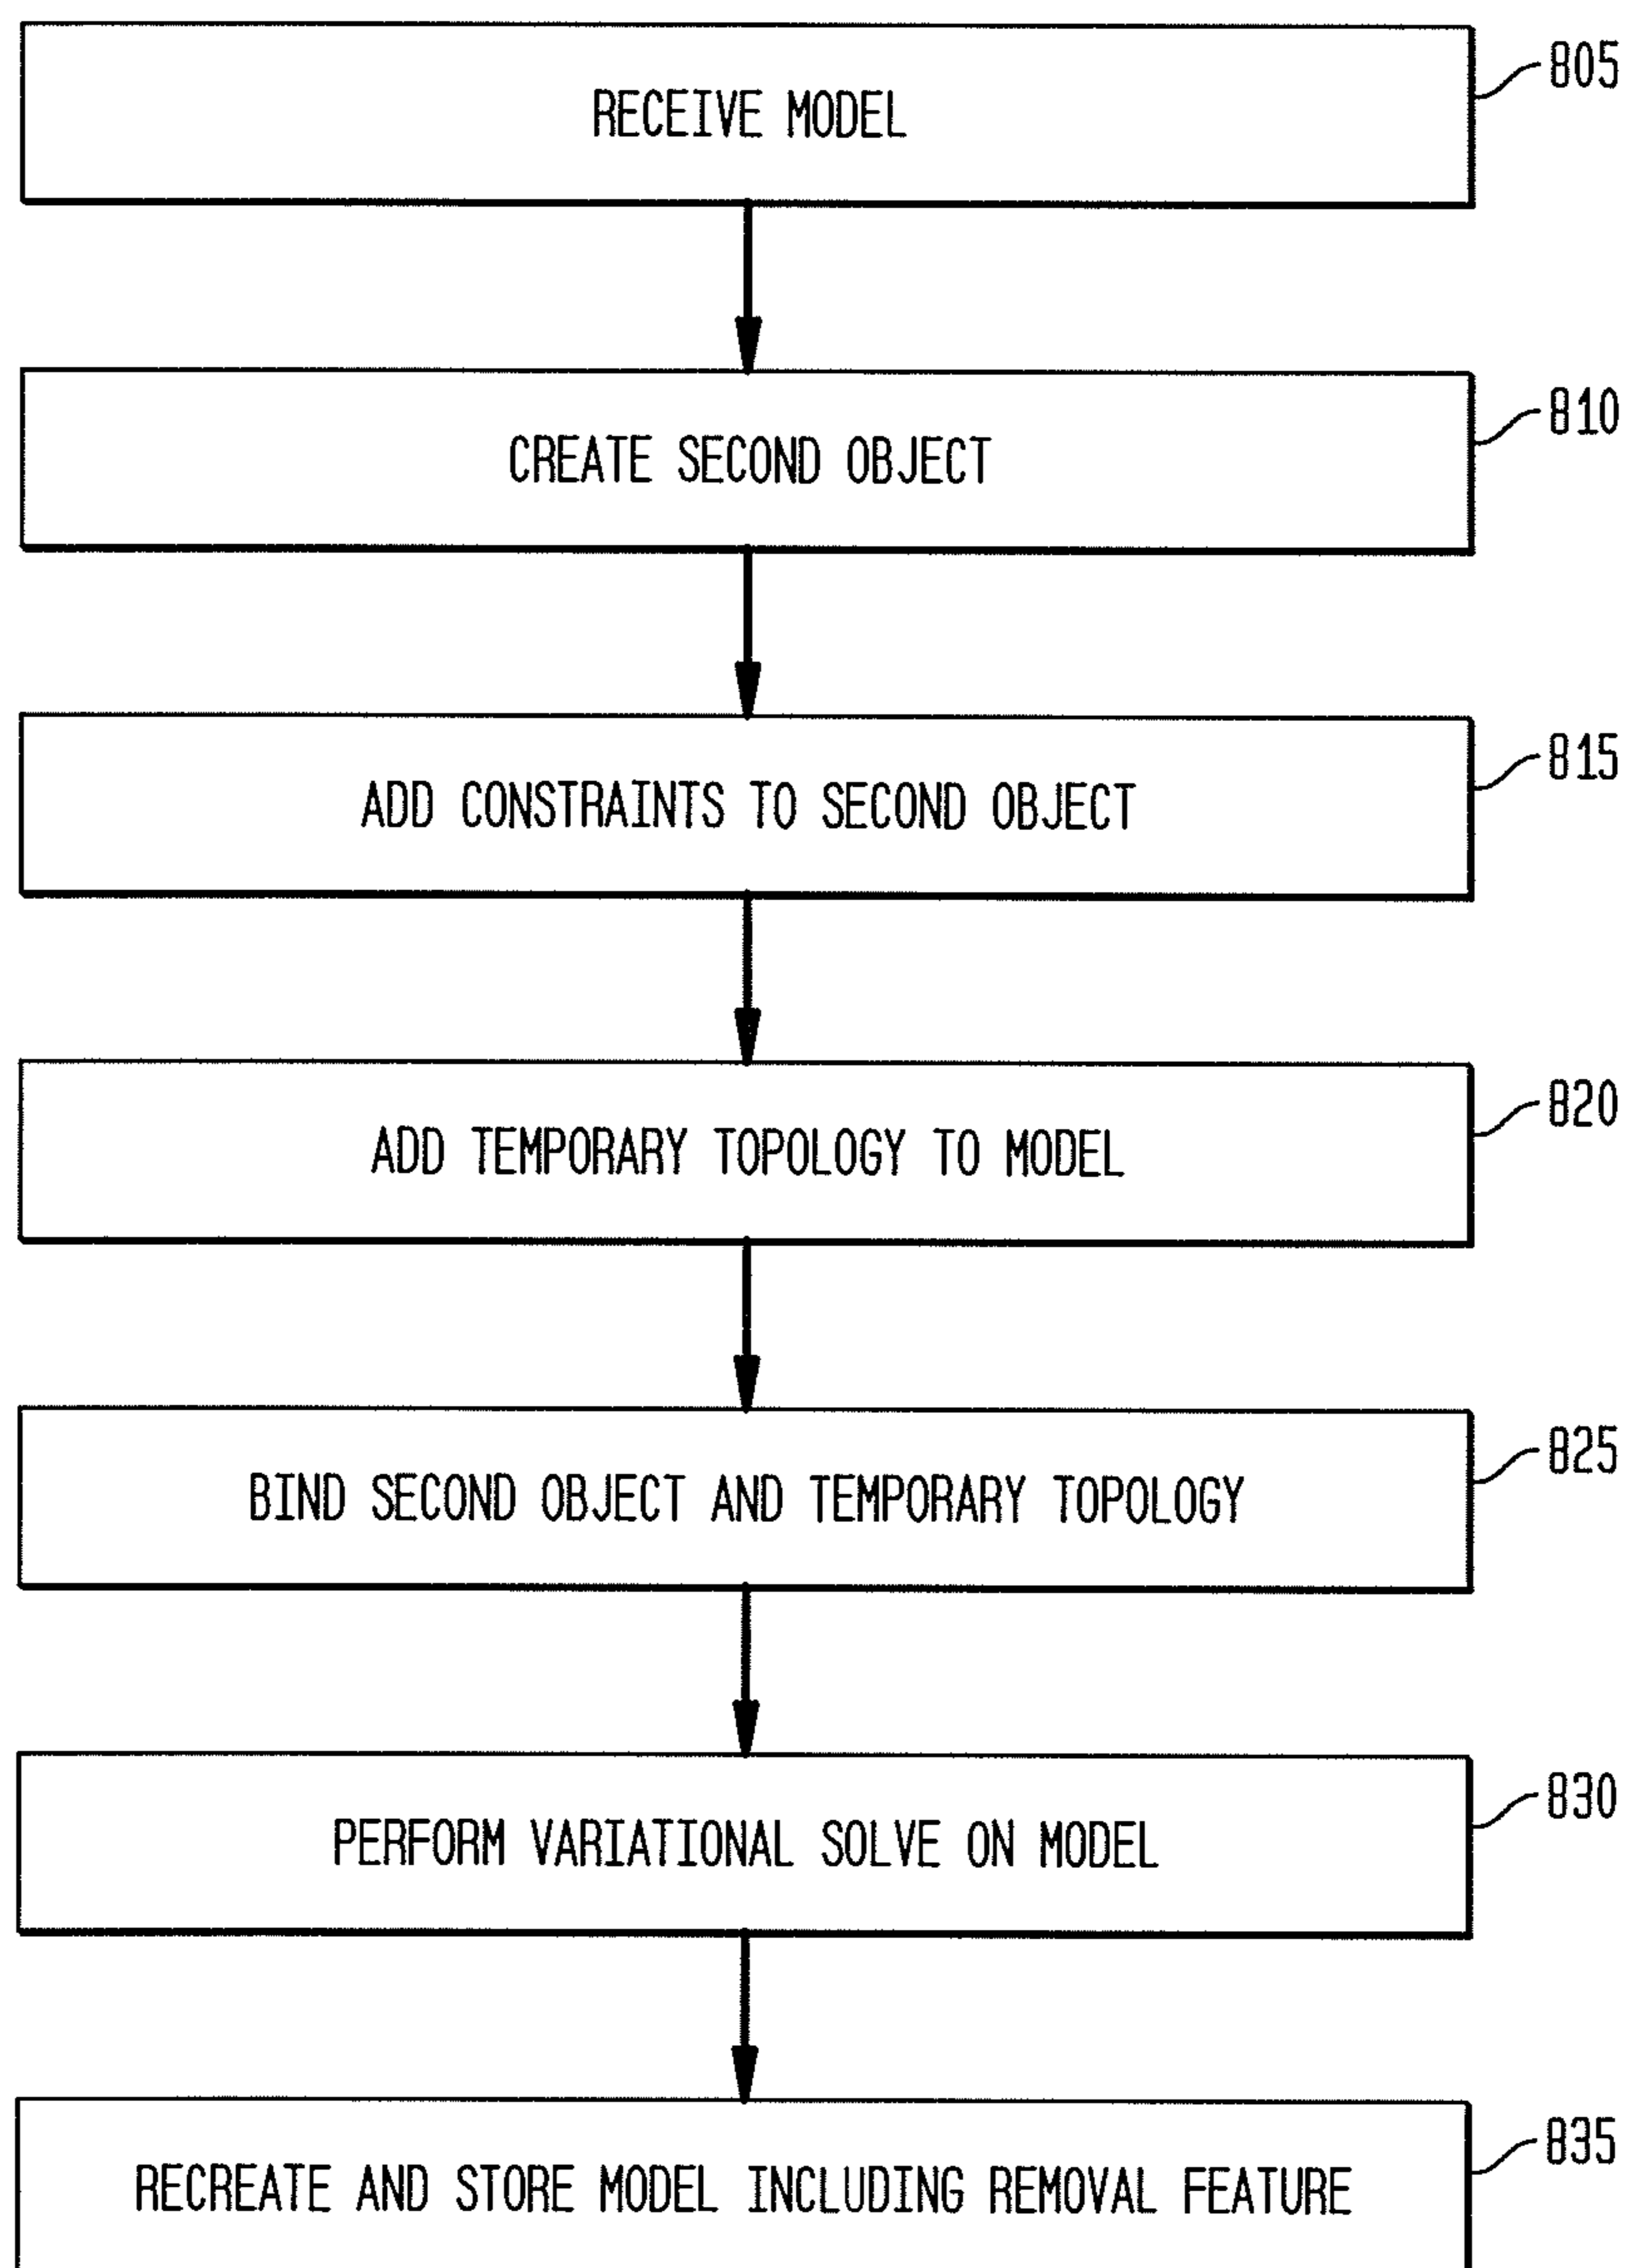 RECEIVE MODEL
805
CREATE SECOND OBJECT
810
ADD CONSTRAINTS TO SECOND OBJECT
815
ADD TEMPORARY TOPOLOGY TO MODEL
820
BIND SECOND OBJECT AND TEMPORARY TOPOLOGY
825
PERFORM VARIATIONAL SOLVE ON MODEL
830
RECREATE AND STORE MODEL INCLUDING REMOVAL FEATURE
835